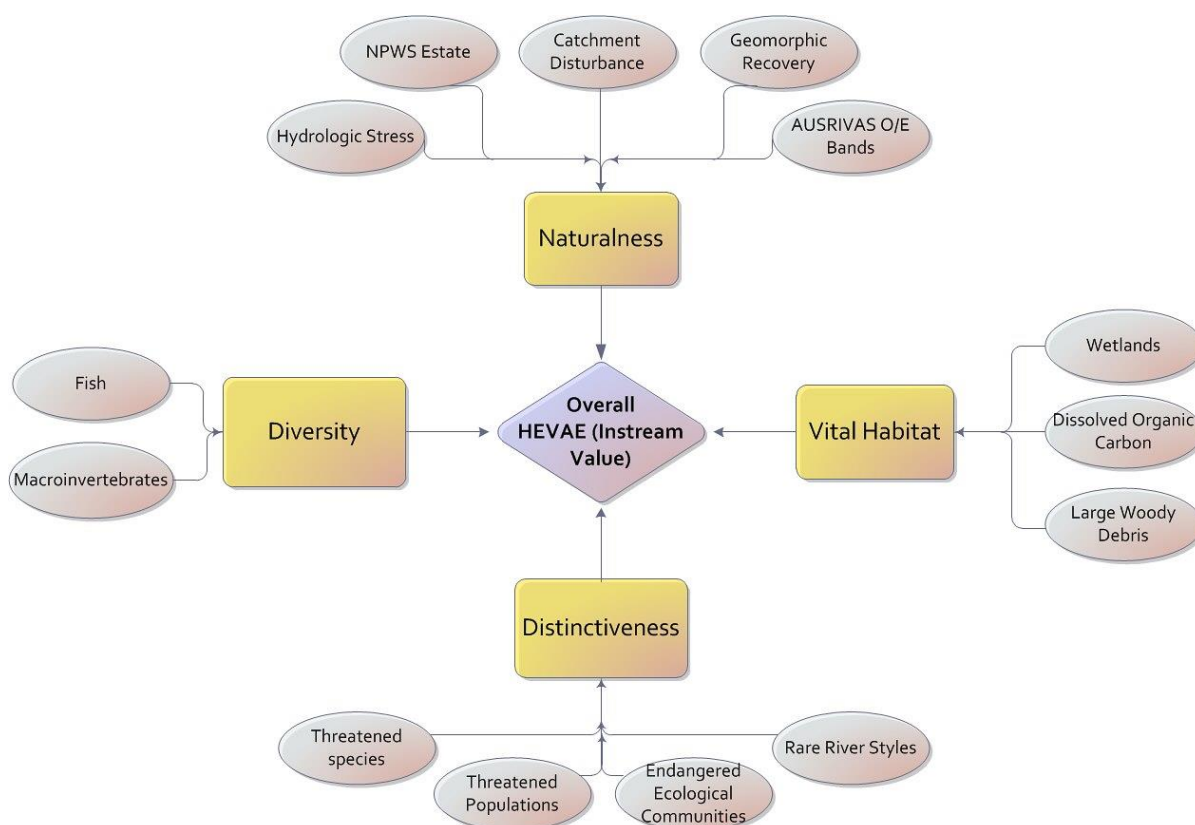 NPWS Estate
Catchment
Disturbance
Geomorphic
Recovery
Hydrologic Stress
AUSRIVAS O/E
Bands
Naturalness
Fish
Macroinvertebrates
Diversity
Overall
HEVAE (Instream
Value)
Vital Habitat
Wetlands
Dissolved Organic
Carbon
Large Woody
Debris
Distinctiveness
Threatened
species
Threatened
Populations
Endangered
Ecological
Communities
Rare River Styles